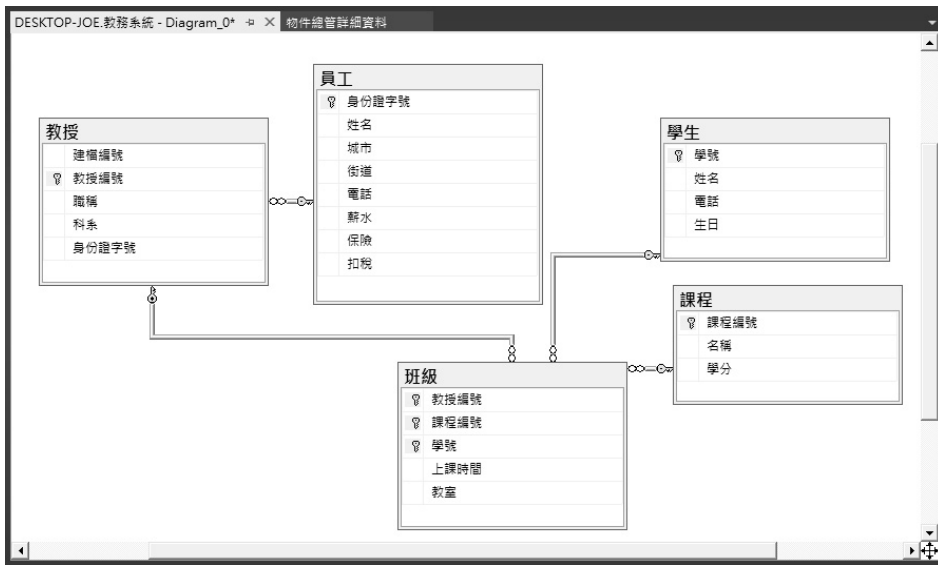 DESKTOP-JOE.教務系統 - Diagram_0*
物件總管詳細資料
員工
身份證字號
姓名
城市
街道
電話
薪水
保險
扣稅
教授
建檔編號
教授編號
職稱
科系
身份證字號
學生
學號
姓名
電話
生日
課程
課程編號
名稱
學分
班級
教授編號
課程編號
學號
上課時間
教室